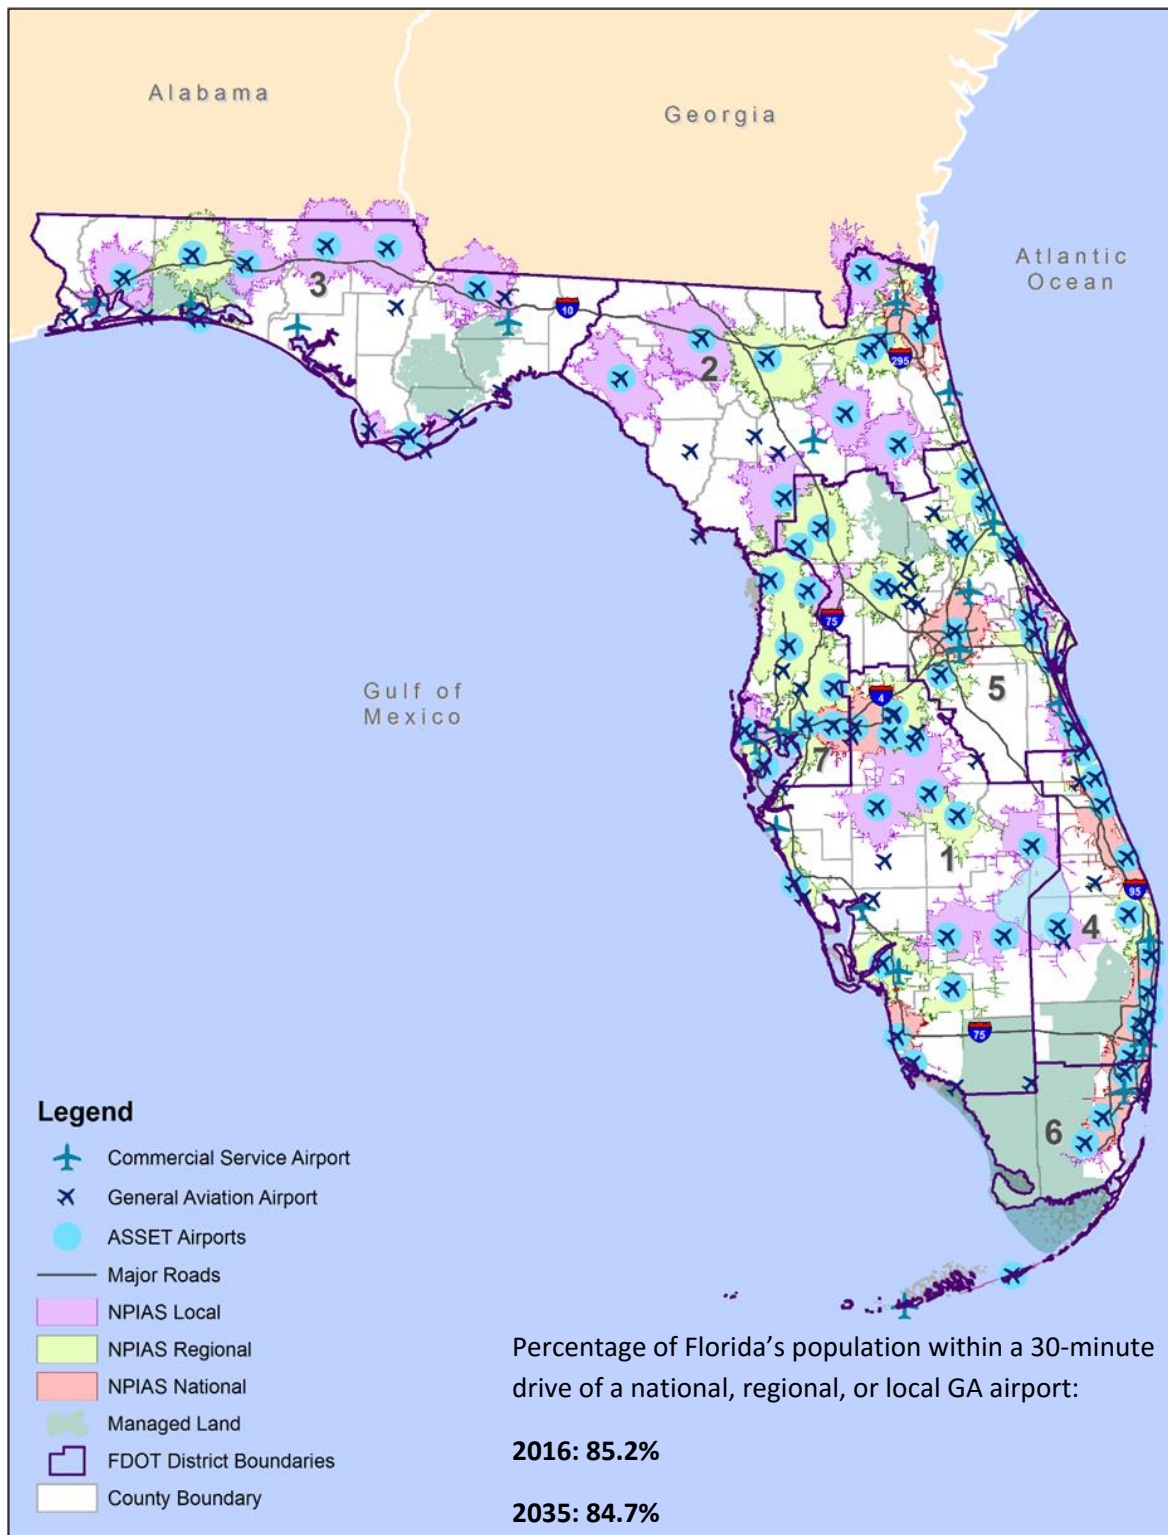 Alabama
Georgia
Atlantic
Ocean
3
10
2
295
75
5
4
Gulf of
Mexico
7
1
95
4
75
6
Legend
Commercial Service Airport
General Aviation Airport
ASSET Airports
Major Roads
NPIAS Local
NPIAS Regional
NPIAS National
Managed Land
FDOT District Boundaries
County Boundary
Percentage of Florida’s population within a 30-minute
drive of a national, regional, or local GA airport:
2016: 85.2%
2035: 84.7%